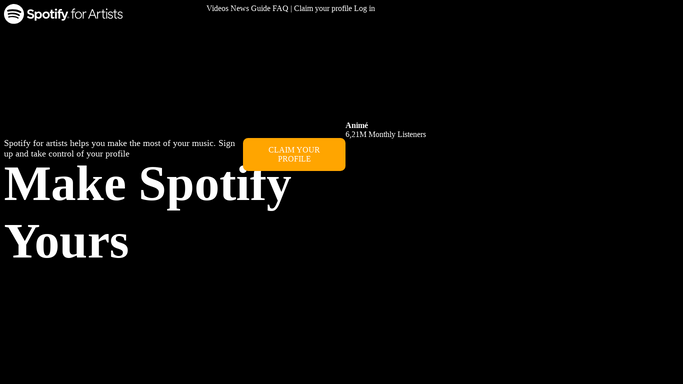 Spotify for Artists
Videos News Guide FAQ | Claim your profile Log in
Animé
6,21M Monthly Listeners
Spotify for artists helps you make the most of your music. Sign
up and take control of your profile
CLAIM YOUR
PROFILE
Make Spotify
Yours